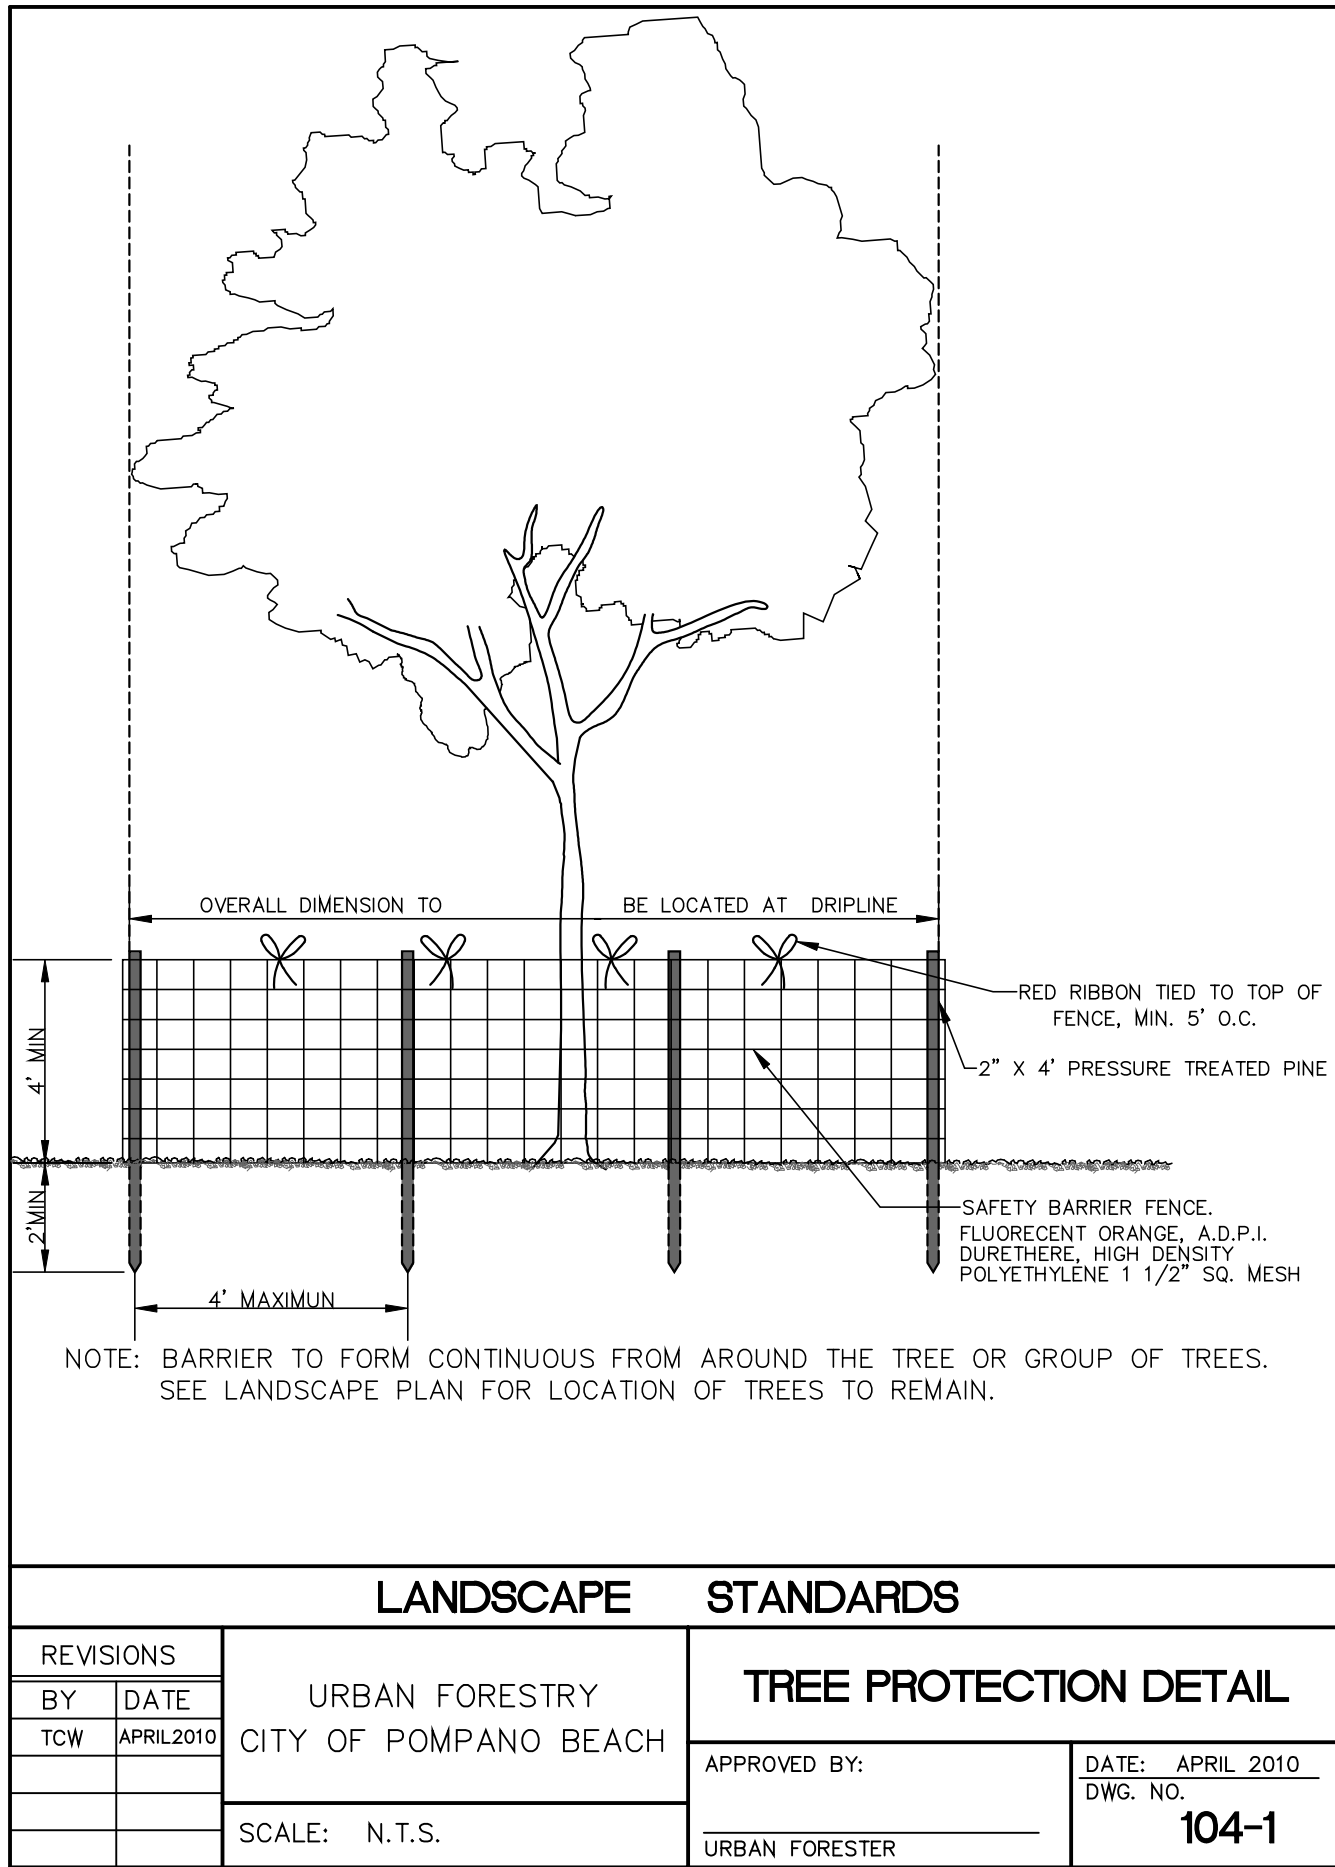 OVERALL DIMENSION TO BE LOCATED AT DRIPLINE
RED RIBBON TIED TO TOP OF
FENCE, MIN. 5' O.C.
4' MIN
2" X 4' PRESSURE TREATED PINE
2'MIN
SAFETY BARRIER FENCE.
FLUORECENT ORANGE, A.D.P.I.
DURETHERE, HIGH DENSITY
POLYETHYLENE 1 1/2" SQ. MESH
4' MAXIMUN
NOTE: BARRIER TO FORM CONTINUOUS FROM AROUND THE TREE OR GROUP OF TREES.
SEE LANDSCAPE PLAN FOR LOCATION OF TREES TO REMAIN.
LANDSCAPE STANDARDS
REVISIONS
BY DATE
TCW APRIL2010
URBAN FORESTRY
CITY OF POMPANO BEACH
SCALE: N.T.S.
TREE PROTECTION DETAIL
APPROVED BY:
URBAN FORESTER
DATE: APRIL 2010
DWG. NO.
104-1